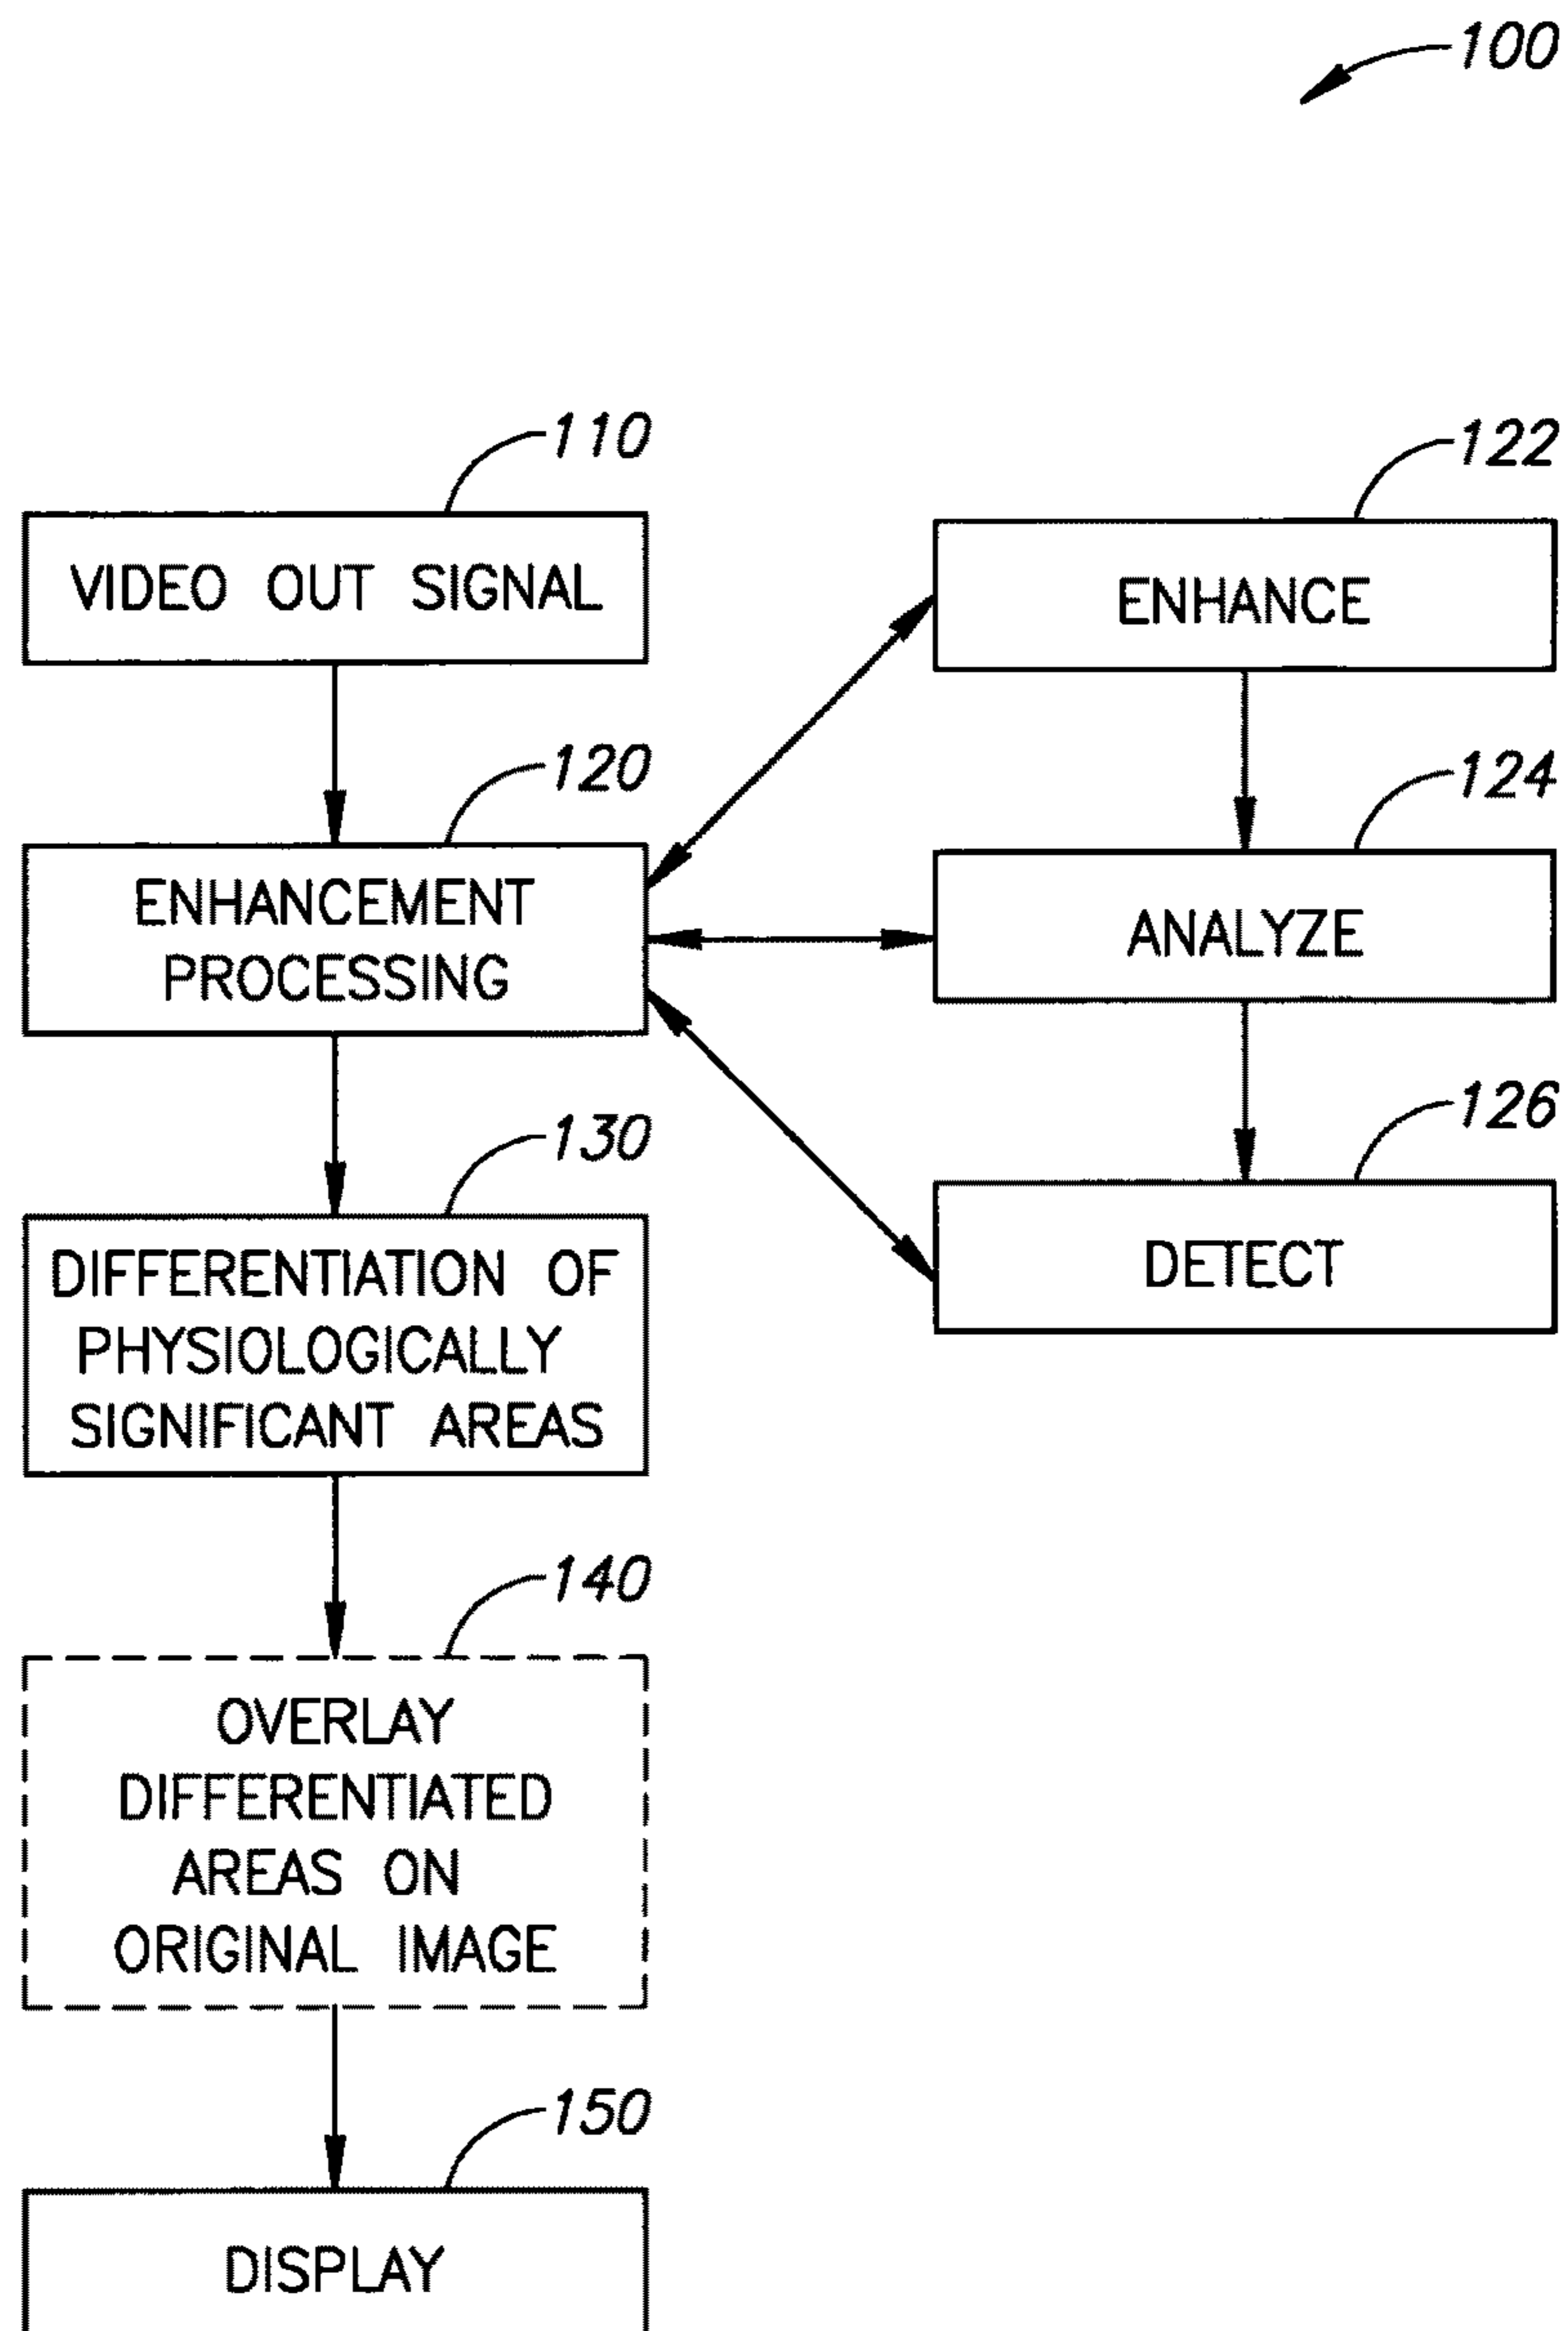 100
110
VIDEO OUT SIGNAL
122
ENHANCE
120
ENHANCEMENT
PROCESSING
124
ANALYZE
130
DIFFERENTIATION OF
PHYSIOLOGICALLY
SIGNIFICANT AREAS
126
DETECT
140
OVERLAY
DIFFERENTIATED
AREAS ON
ORIGINAL IMAGE
150
DISPLAY